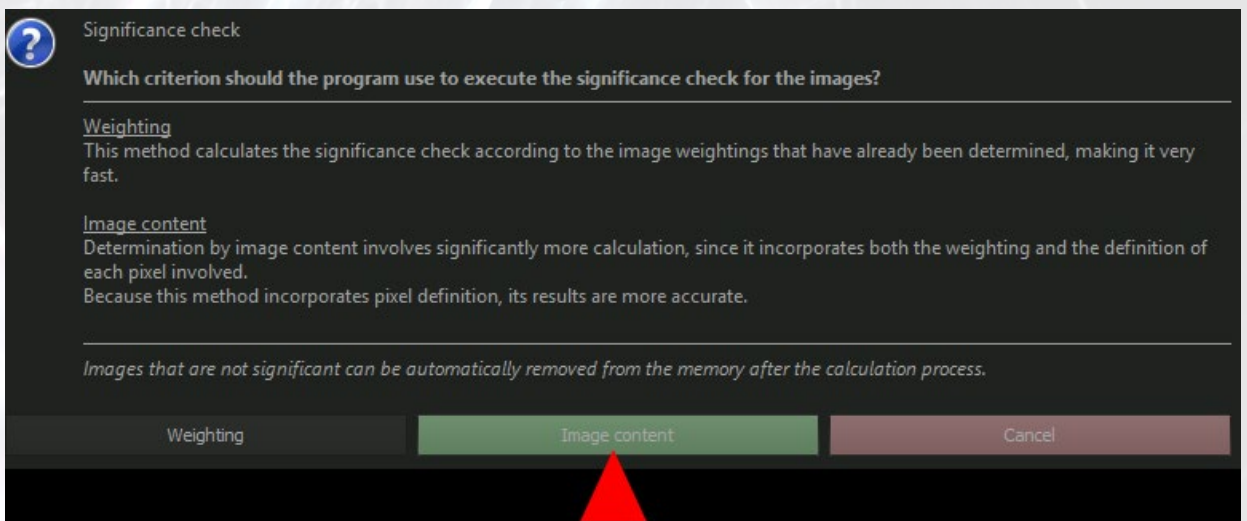 Significance check
Which criterion should the program use to execute the significance check for the images?
Weighting
This method calculates the significance check according to the image weightings that have already been determined, making it very
fast.
Image content
Determination by image content involves significantly more calculation, since it incorporates both the weighting and the definition of
each pixel involved.
Because this method incorporates pixel definition, its results are more accurate.
Images that are not significant can be automatically removed from the memory after the calculation process.
Weighting
Image content
Cancel